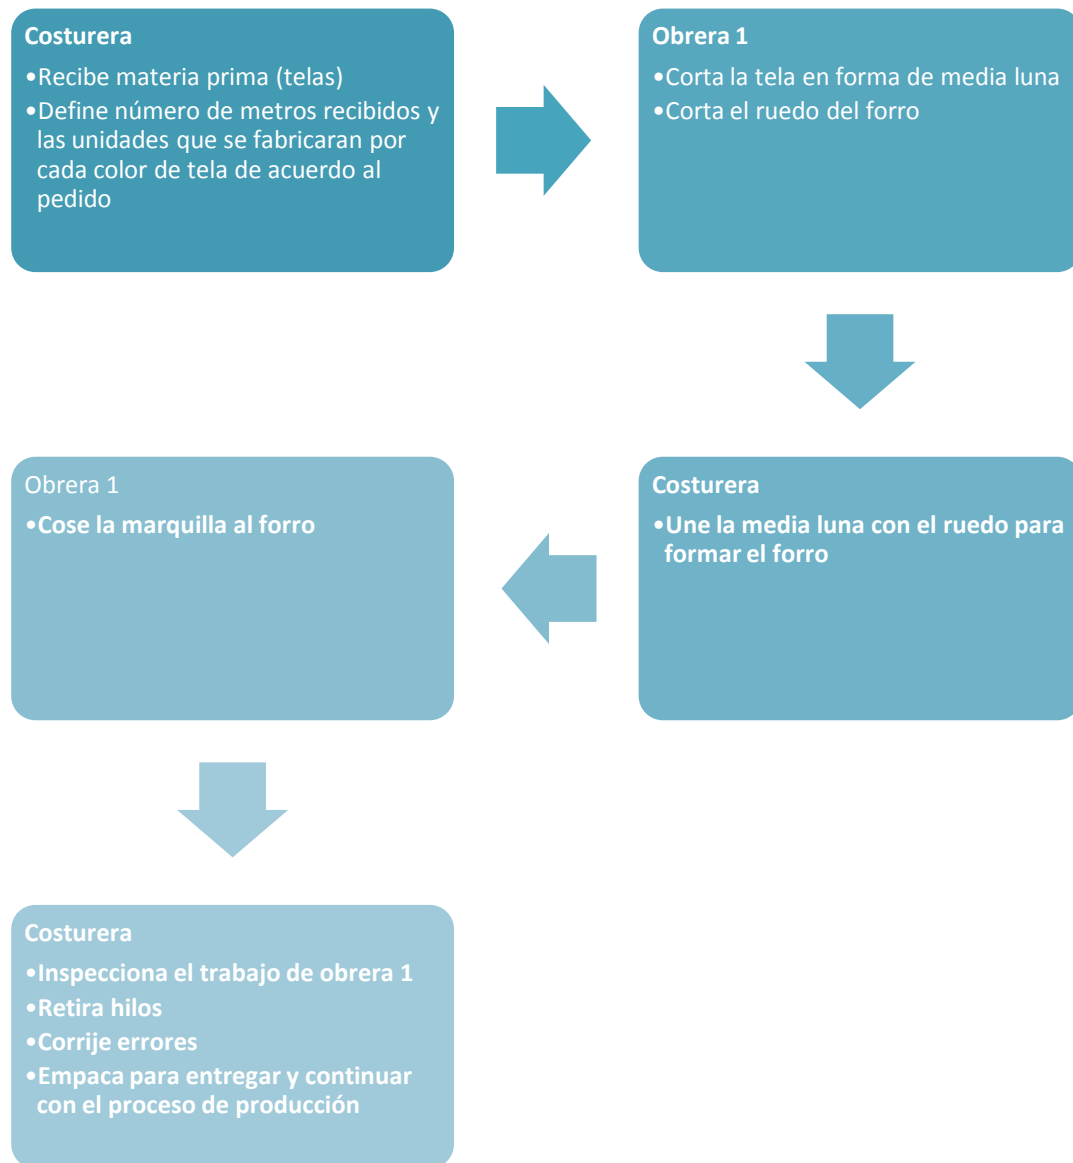 Costurera
•Recibe materia prima (telas)
•Define número de metros recibidos y
las unidades que se fabricaran por
cada color de tela de acuerdo al
pedido
Obrera 1
•Corta la tela en forma de media luna
•Corta el ruedo del forro
Costurera
•Une la media luna con el ruedo para
formar el forro
Obrera 1
•Cose la marquilla al forro
Costurera
•Inspecciona el trabajo de obrera 1
•Retira hilos
•Corrije errores
•Empaca para entregar y continuar
con el proceso de producción